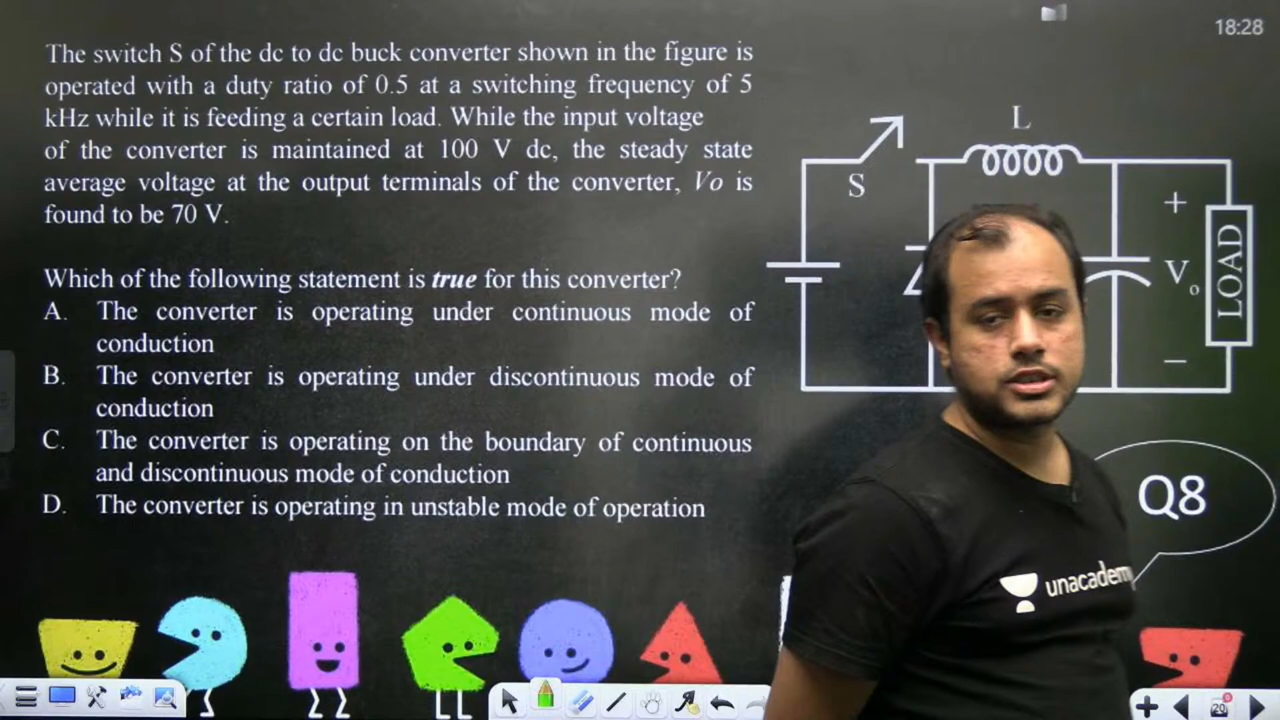 18:28
The switch S of the dc to dc buck converter shown in the figure is
operated with a duty ratio of 0.5 at a switching frequency of 5
kHz while it is feeding a certain load. While the input voltage
of the converter is maintained at 100 V dc, the steady state
average voltage at the output terminals of the converter, Vo is
found to be 70 V.
Which of the following statement is true for this converter?
A. The converter is operating under continuous mode of
conduction
B. The converter is operating under discontinuous mode of
conduction
C. The converter is operating on the boundary of continuous
and discontinuous mode of conduction
D. The converter is operating in unstable mode of operation
L
S
+
Vo
−
LOAD
Q8
unacademy
20